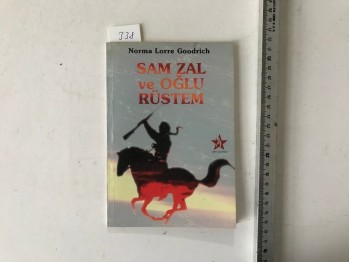 338
Norma Lorre Goodrich
SAM ZAL
ve OĞLU
RÜSTEM